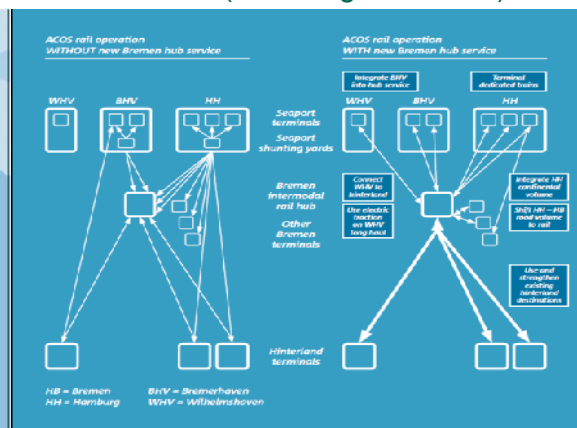 ACOS rail operation
WITHOUT new Bremen hub service
WHV
BHV
HH
Seaport
terminals
Seaport
shunting yards
Bremen
intermodal
rail hub
Other
Bremen
terminals
Hinterland
terminals
HB = Bremen
HH = Hamburg
BHV = Bremerhaven
WHV = Wilhelmshaven
ACOS rail operation
WITH new Bremen hub service
Integrate BHV
into hub service
Terminal
dedicated trains
WHV
BHV
HH
Connect
WHV to
hinterland
Use electric
traction
on WHV
long haul
Integrate HH
continental
volume
Shift HH – HB
road volume
to rail
Use and
strengthen
existing
hinterland
destinations